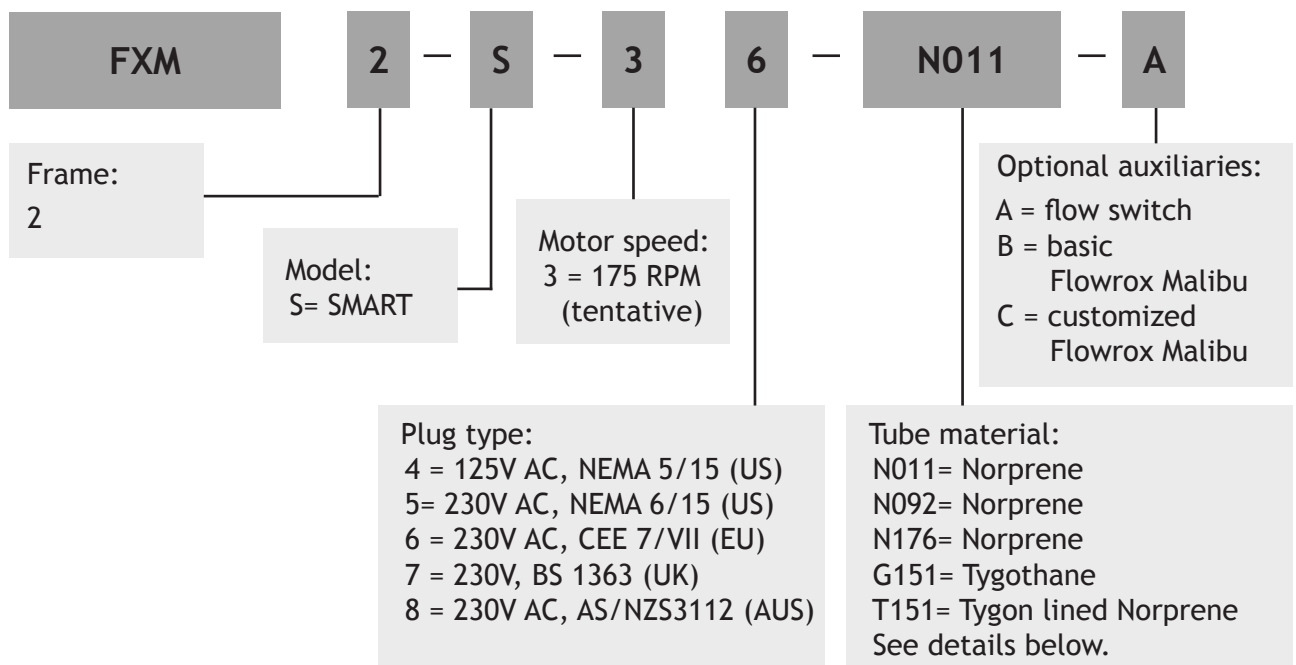 FXM 2 – S – 3 6 – N011 – A
Frame:
2
Model:
S= SMART
Motor speed:
3 = 175 RPM
(tentative)
Optional auxiliaries:
A = flow switch
B = basic
Flowrox Malibu
C = customized
Flowrox Malibu
Plug type:
4 = 125V AC, NEMA 5/15 (US)
5= 230V AC, NEMA 6/15 (US)
6 = 230V AC, CEE 7/VII (EU)
7 = 230V, BS 1363 (UK)
8 = 230V AC, AS/NZS3112 (AUS)
Tube material:
N011= Norprene
N092= Norprene
N176= Norprene
G151= Tygothane
T151= Tygon lined Norprene
See details below.